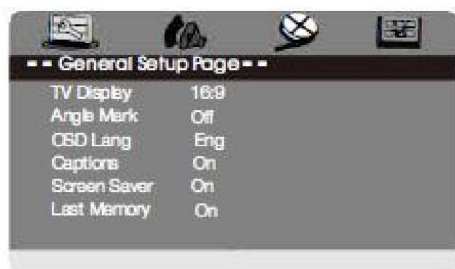 - - General Setup Page- -
TV Display 16:9
Angle Mark Off
OSD Lang Eng
Captions On
Screen Saver On
Last Memory On